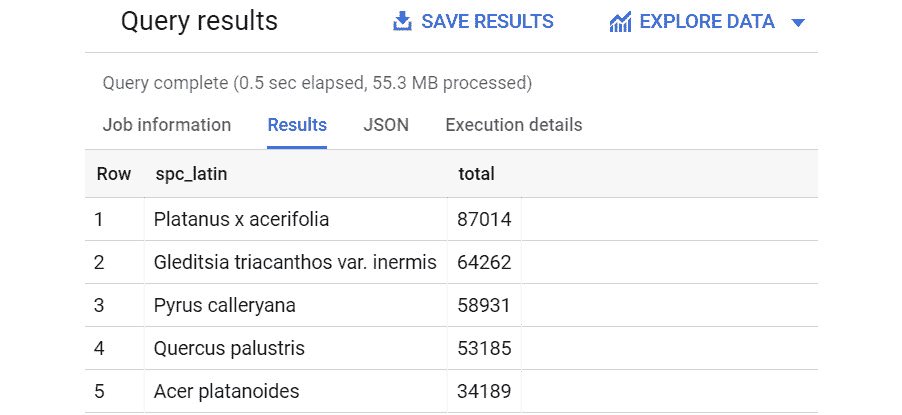 Query results SAVE RESULTS EXPLORE DATA
Query complete (0.5 sec elapsed, 55.3 MB processed)
Job information Results JSON Execution details
Row spc_latin total
1 Platanus x acerifolia 87014
2 Gleditsia triacanthos var. inermis 64262
3 Pyrus calleryana 58931
4 Quercus palustris 53185
5 Acer platanoides 34189